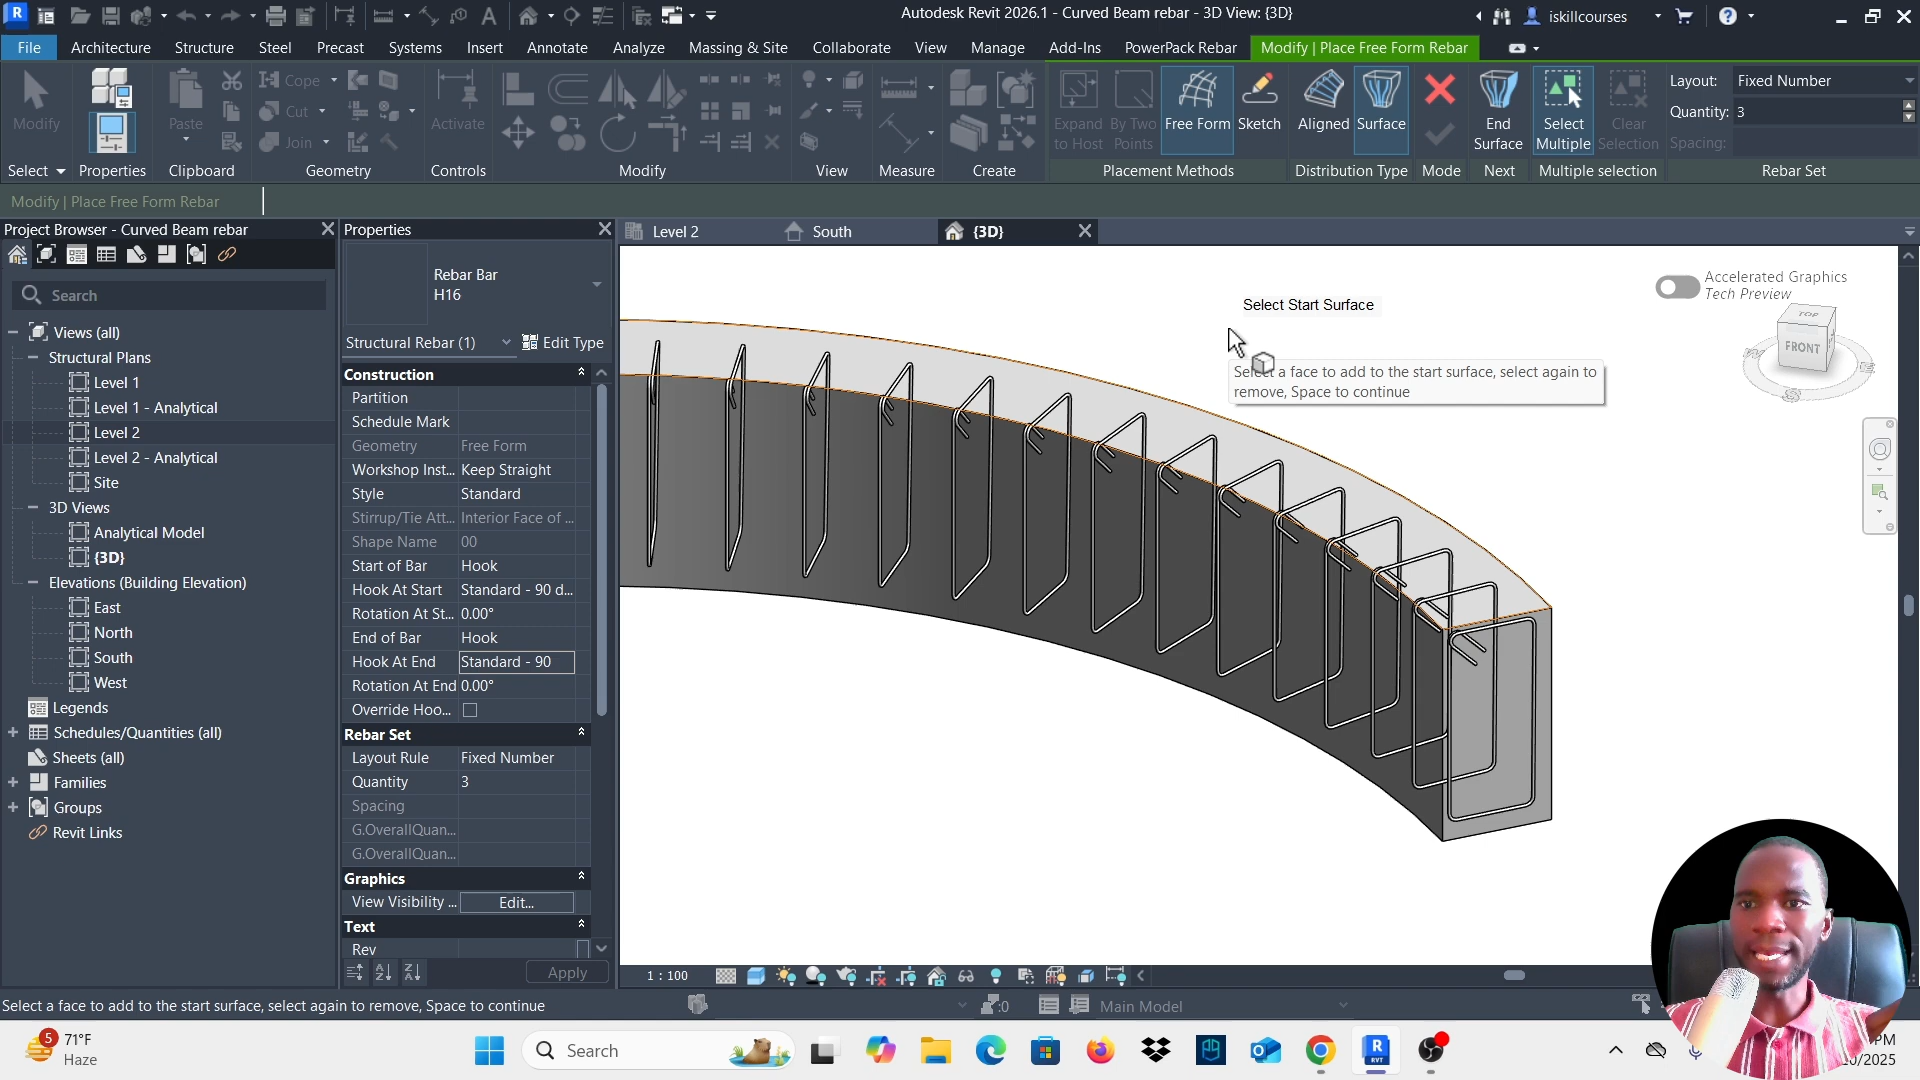 Autodesk Revit 2026.1 - Curved Beam rebar - 3D View: {3D}
iskillcourses
File Architecture Structure Steel Precast Systems Insert Annotate Analyze Massing & Site Collaborate View Manage Add-Ins PowerPack Rebar Modify | Place Free Form Rebar
Modify
Paste
Cope
Cut
Join
Activate
Expand to Host
By Two Points
Free Form
Sketch
Aligned
Surface
End Surface
Select Multiple
Clear Selection
Layout: Fixed Number
Quantity: 3
Spacing:
Select Properties Clipboard Geometry Controls Modify View Measure Create Placement Methods Distribution Type Mode Next Multiple selection Rebar Set
Modify | Place Free Form Rebar
Project Browser - Curved Beam rebar
Search
Views (all)
Structural Plans
Level 1
Level 1 - Analytical
Level 2
Level 2 - Analytical
Site
3D Views
Analytical Model
{3D}
Elevations (Building Elevation)
East
North
South
West
Legends
Schedules/Quantities (all)
Sheets (all)
Families
Groups
Revit Links
Properties
Rebar Bar
H16
Structural Rebar (1) Edit Type
Construction
Partition
Schedule Mark
Geometry Free Form
Workshop Inst... Keep Straight
Style Standard
Stirrup/Tie Att... Interior Face of ...
Shape Name 00
Start of Bar Hook
Hook At Start Standard - 90 d...
Rotation At St... 0.00°
End of Bar Hook
Hook At End Standard - 90
Rotation At End 0.00°
Override Hoo...
Rebar Set
Layout Rule Fixed Number
Quantity 3
Spacing
G.OverallQuan...
G.OverallQuan...
Graphics
View Visibility ... Edit...
Text
Rev
Apply
Level 2
South
{3D}
Select Start Surface
Select a face to add to the start surface, select again to
remove, Space to continue
Accelerated Graphics
Tech Preview
TOP
FRONT
1 : 100
Select a face to add to the start surface, select again to remove, Space to continue
:0
Main Model
5
71°F
Haze
Search
R
RVT
PM
0/2025